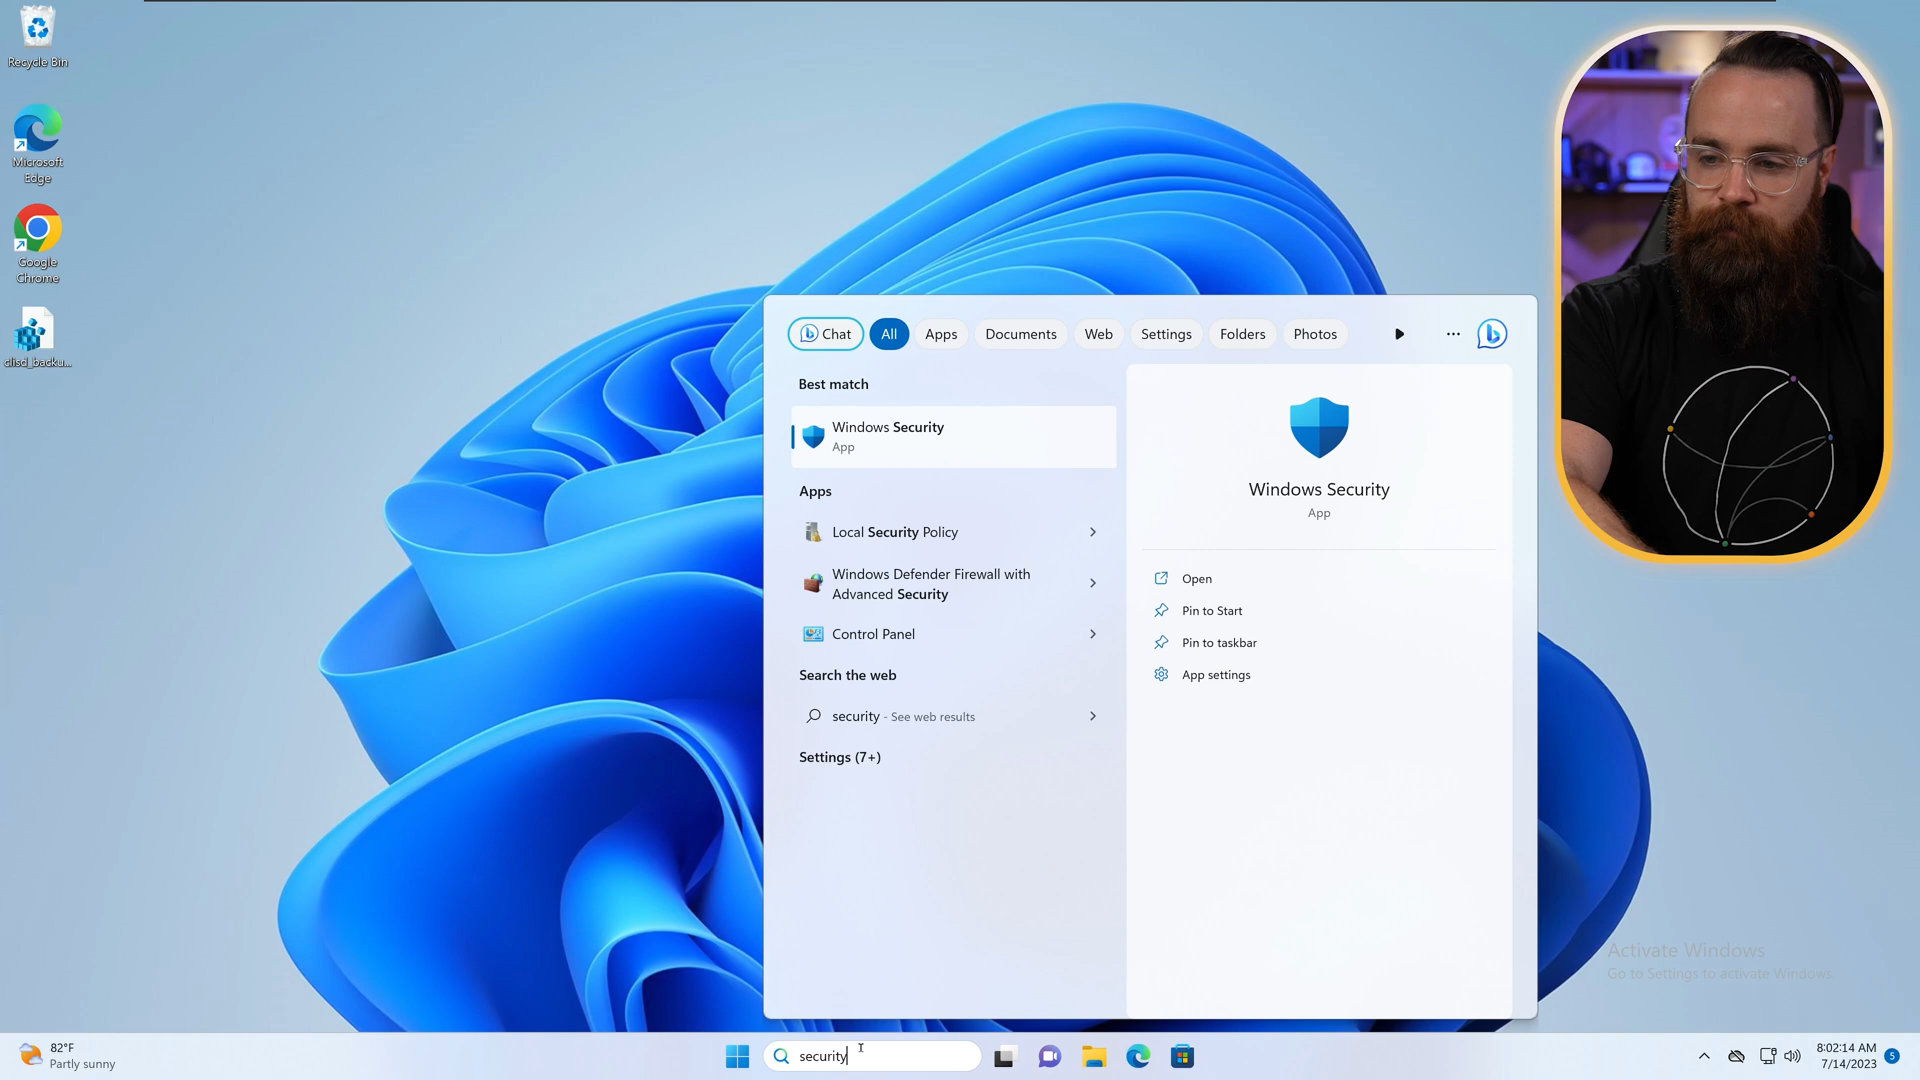 Recycle Bin
Microsoft
Edge
Google
Chrome
clisd_backu...
Chat
All
Apps
Documents
Web
Settings
Folders
Photos
Best match
Windows Security
App
Apps
Local Security Policy
Windows Defender Firewall with
Advanced Security
Control Panel
Search the web
security - See web results
Settings (7+)
Windows Security
App
Open
Pin to Start
Pin to taskbar
App settings
Activate Windows
Go to Settings to activate Windows.
82°F
Partly sunny
security
8:02:14 AM
7/14/2023
5